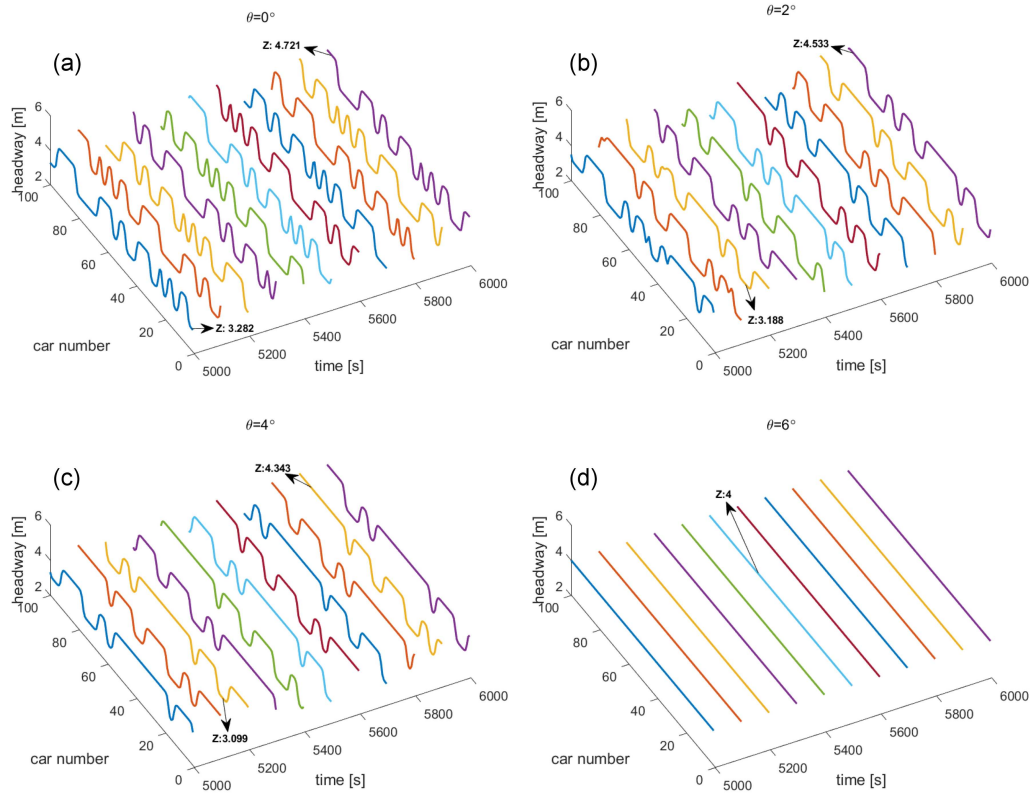 θ=0°
(a)
Z: 4.721
headway [m]
6
4
2
100
80
60
40
20
0
car number
Z: 3.282
5000
5200
5400
5600
5800
6000
time [s]
θ=2°
(b)
Z:4.533
headway [m]
6
4
2
100
80
60
40
20
0
car number
Z:3.188
5000
5200
5400
5600
5800
6000
time [s]
θ=4°
(c)
Z:4.343
headway [m]
6
4
2
100
80
60
40
20
0
car number
Z:3.099
5000
5200
5400
5600
5800
6000
time [s]
θ=6°
(d)
Z:4
headway [m]
6
4
2
100
80
60
40
20
0
car number
5000
5200
5400
5600
5800
6000
time [s]